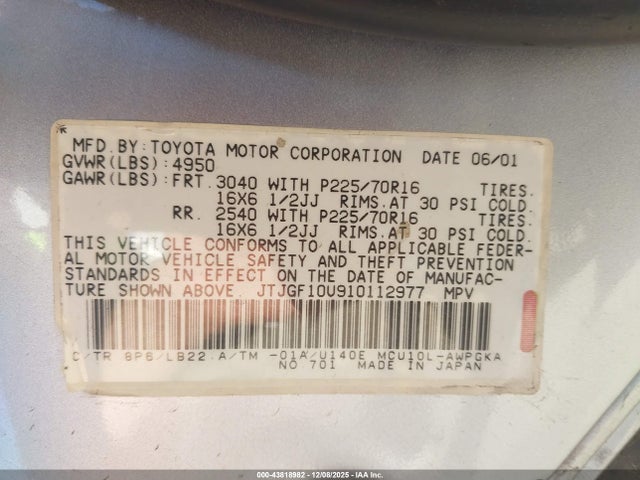 MFD.BY:TOYOTA MOTOR CORPORATION DATE 06/01
GVWR(LBS):4950
GAWR(LBS):FRT.3040 WITH P225/70R16 TIRES.
16X6 1/2JJ RIMS.AT 30 PSI COLD.
RR. 2540 WITH P225/70R16 TIRES.
16X6 1/2JJ RIMS.AT 30 PSI COLD.
THIS VEHICLE CONFORMS TO ALL APPLICABLE FEDER-
AL MOTOR VEHICLE SAFETY AND THEFT PREVENTION
STANDARDS IN EFFECT ON THE DATE OF MANUFAC-
TURE SHOWN ABOVE. JTJGF10U910112977 MPV
C/TR 8P6/LB22 A/TM -01A/U140E MCU10L-AWPGKA
NO 701 MADE IN JAPAN
000-43818982 - 12/08/2025 - IAA Inc.